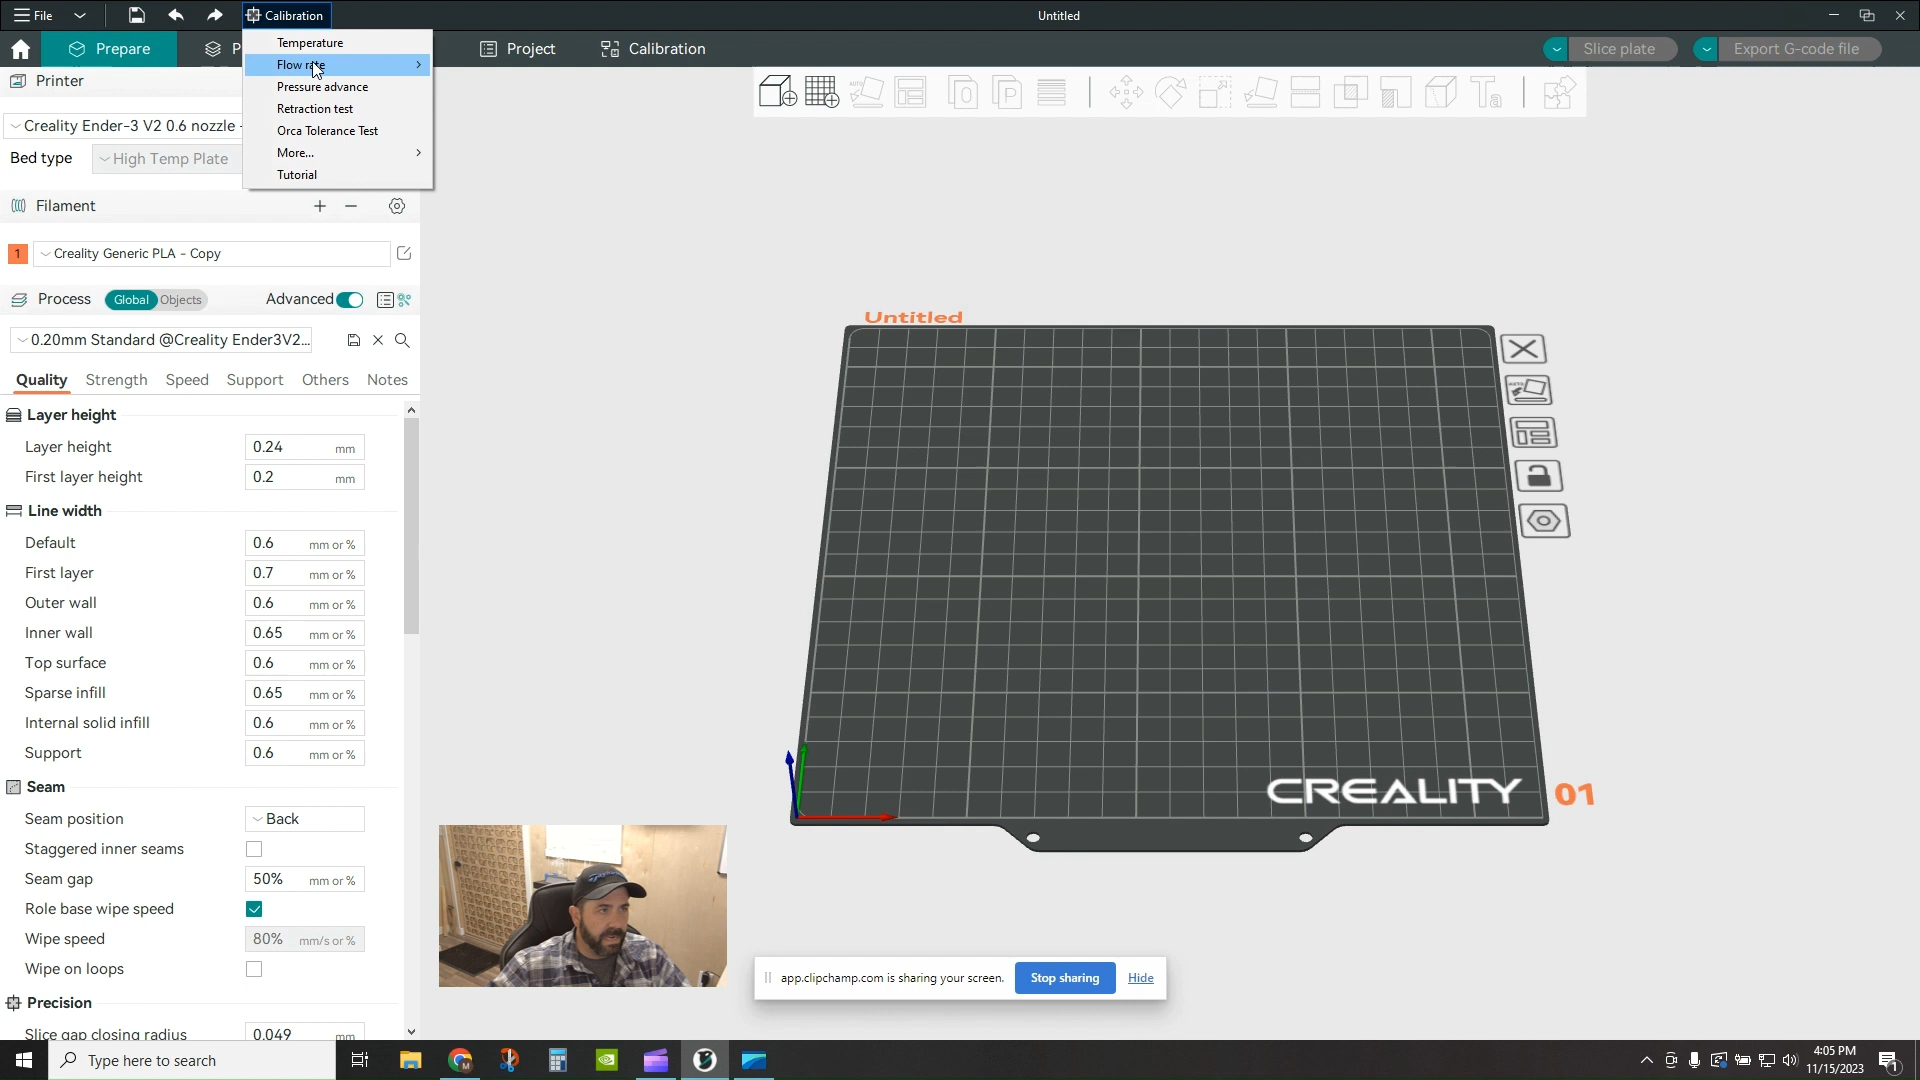 File
Calibration
Untitled
Prepare
P
Project
Calibration
Slice plate
Export G-code file
Temperature
Flow rate
Pressure advance
Retraction test
Orca Tolerance Test
More...
Tutorial
Printer
Creality Ender-3 V2 0.6 nozzle -
Bed type
High Temp Plate
Filament
1
Creality Generic PLA - Copy
Process
Global
Objects
Advanced
0.20mm Standard @Creality Ender3V2...
Quality
Strength
Speed
Support
Others
Notes
Layer height
Layer height 0.24 mm
First layer height 0.2 mm
Line width
Default 0.6 mm or %
First layer 0.7 mm or %
Outer wall 0.6 mm or %
Inner wall 0.65 mm or %
Top surface 0.6 mm or %
Sparse infill 0.65 mm or %
Internal solid infill 0.6 mm or %
Support 0.6 mm or %
Seam
Seam position Back
Staggered inner seams
Seam gap 50% mm or %
Role base wipe speed
Wipe speed 80% mm/s or %
Wipe on loops
Precision
Slice gap closing radius 0.049 mm
Untitled
AUTO
CREALITY
01
app.clipchamp.com is sharing your screen.
Stop sharing
Hide
Type here to search
4:05 PM
11/15/2023
1